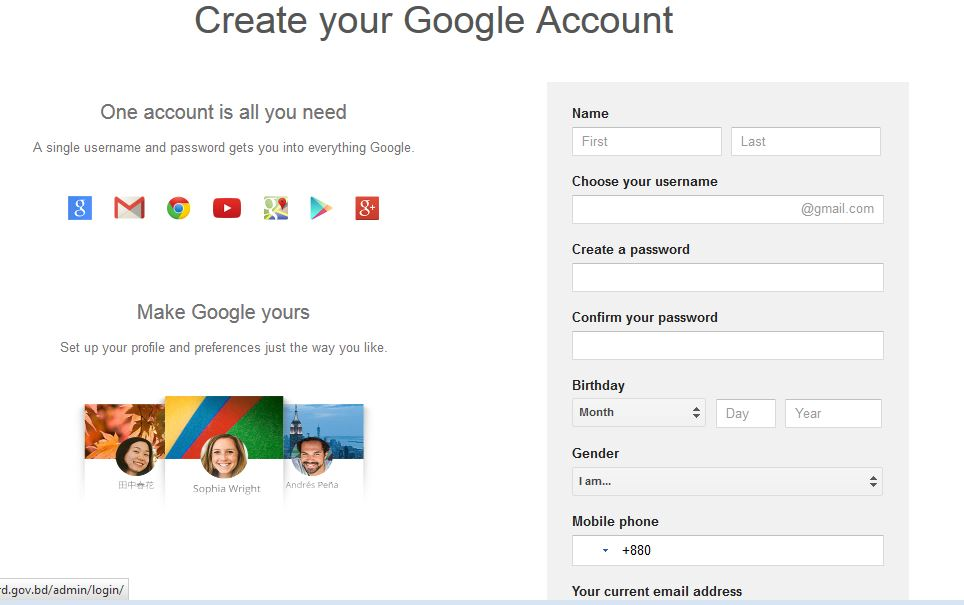 Create your Google Account
One account is all you need
A single username and password gets you into everything Google.
Make Google yours
Set up your profile and preferences just the way you like.
田中春花
Sophia Wright
Andrés Peña
Name
First
Last
Choose your username
@gmail.com
Create a password
Confirm your password
Birthday
Month
Day
Year
Gender
I am...
Mobile phone
+880
Your current email address
rd.gov.bd/admin/login/